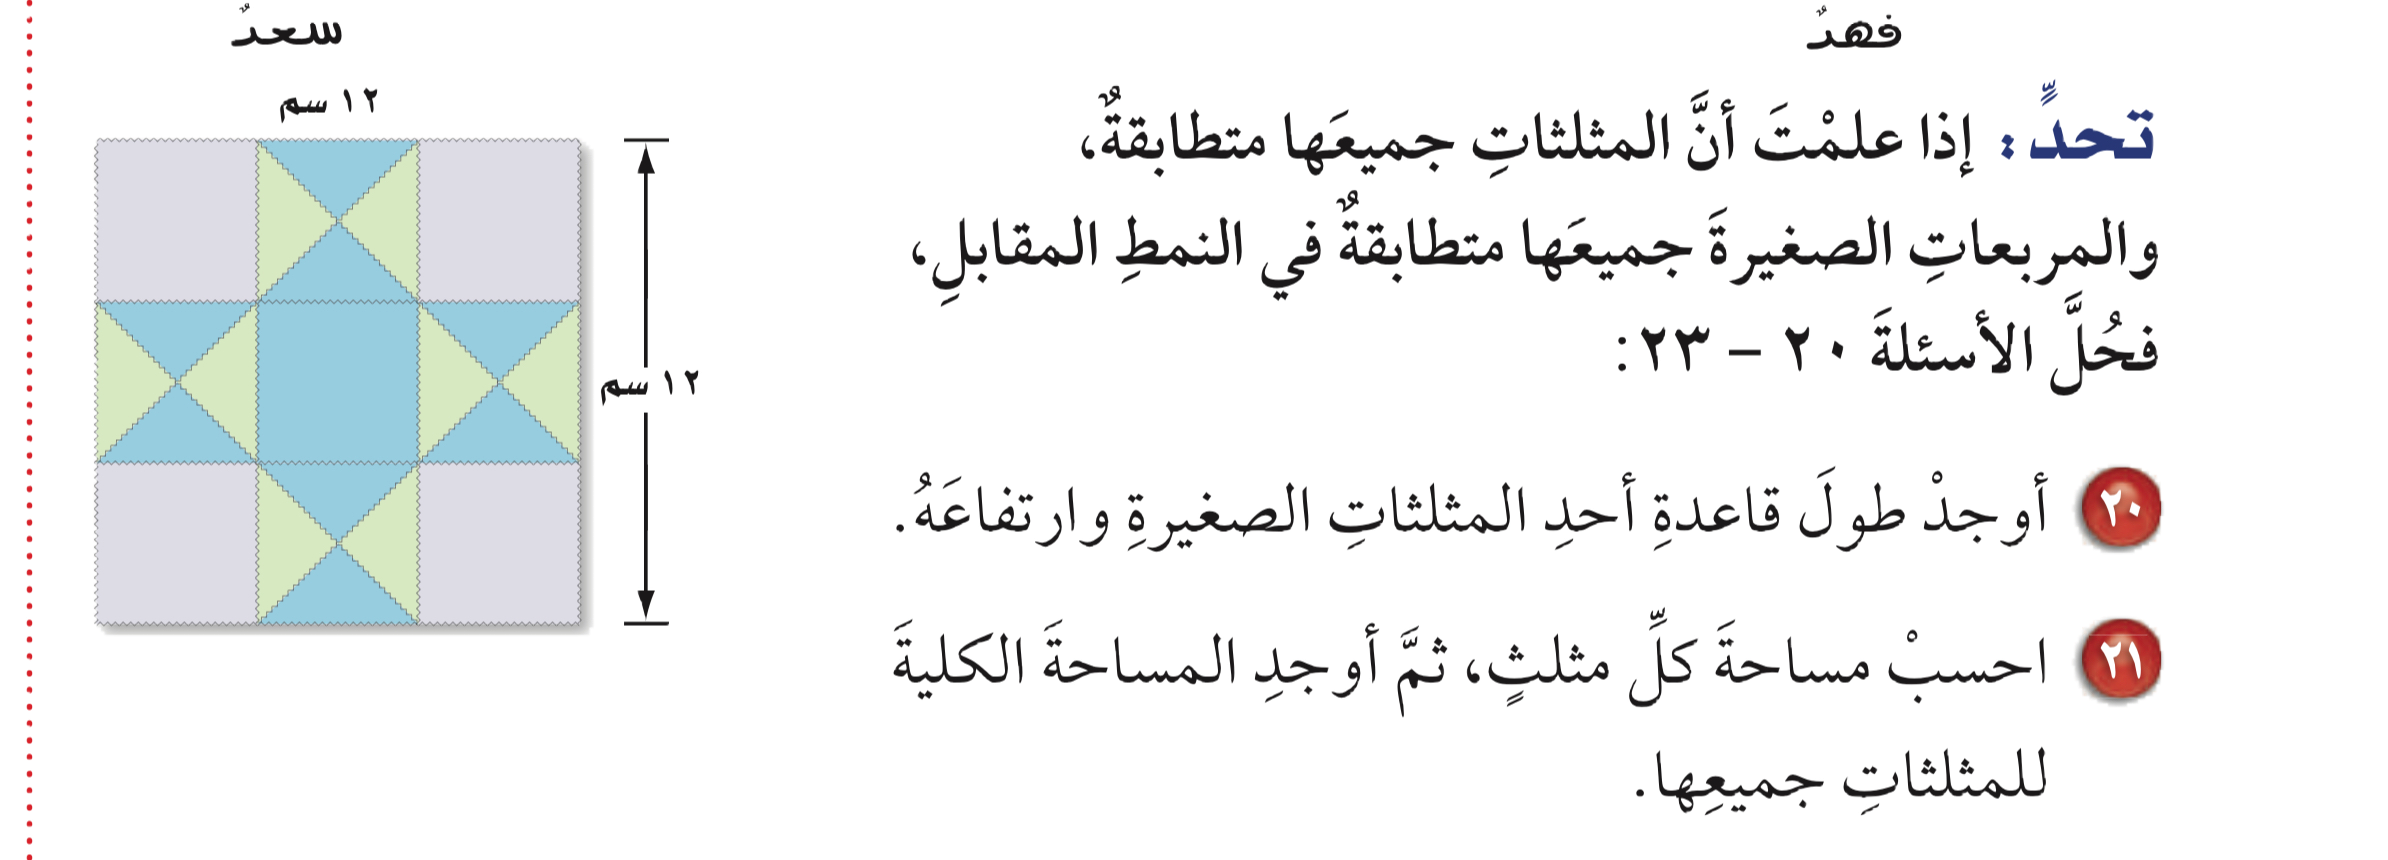 فهدٌ
سعدٌ
تحدٍّ: إذا علمْتَ أنَّ المثلثاتِ جميعَها متطابقةٌ،
والمربعاتِ الصغيرةَ جميعَها متطابقةٌ في النمطِ المقابلِ،
فحُلَّ الأسئلةَ ٢٠ – ٢٣:
١٢ سم
١٢ سم
٢٠ أوجدْ طولَ قاعدةِ أحدِ المثلثاتِ الصغيرةِ وارتفاعَهُ.
٢١ احسبْ مساحةَ كلِّ مثلثٍ، ثمَّ أوجدِ المساحةَ الكليةَ
للمثلثاتِ جميعِها.